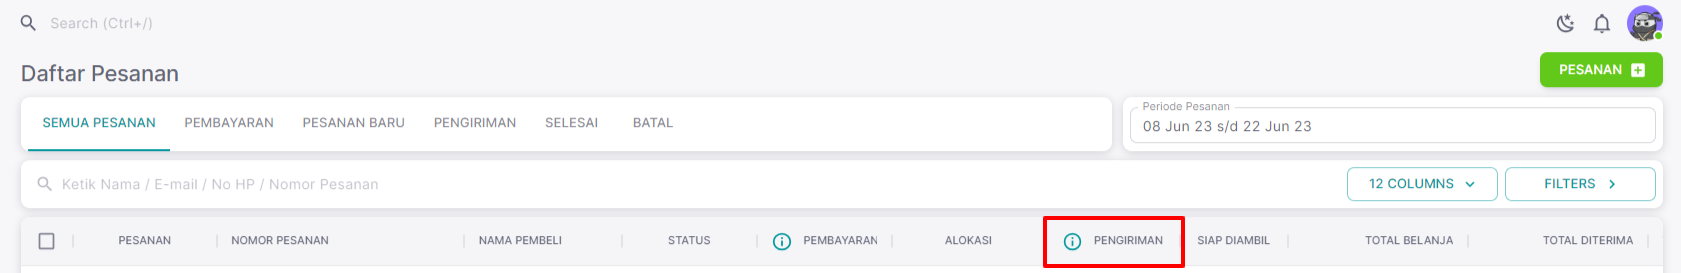 Search (Ctrl+/)
Daftar Pesanan
PESANAN
SEMUA PESANAN PEMBAYARAN PESANAN BARU PENGIRIMAN SELESAI BATAL
Periode Pesanan
08 Jun 23 s/d 22 Jun 23
Ketik Nama / E-mail / No HP / Nomor Pesanan
12 COLUMNS
FILTERS
PESANAN NOMOR PESANAN NAMA PEMBELI STATUS PEMBAYARAN ALOKASI PENGIRIMAN SIAP DIAMBIL TOTAL BELANJA TOTAL DITERIMA